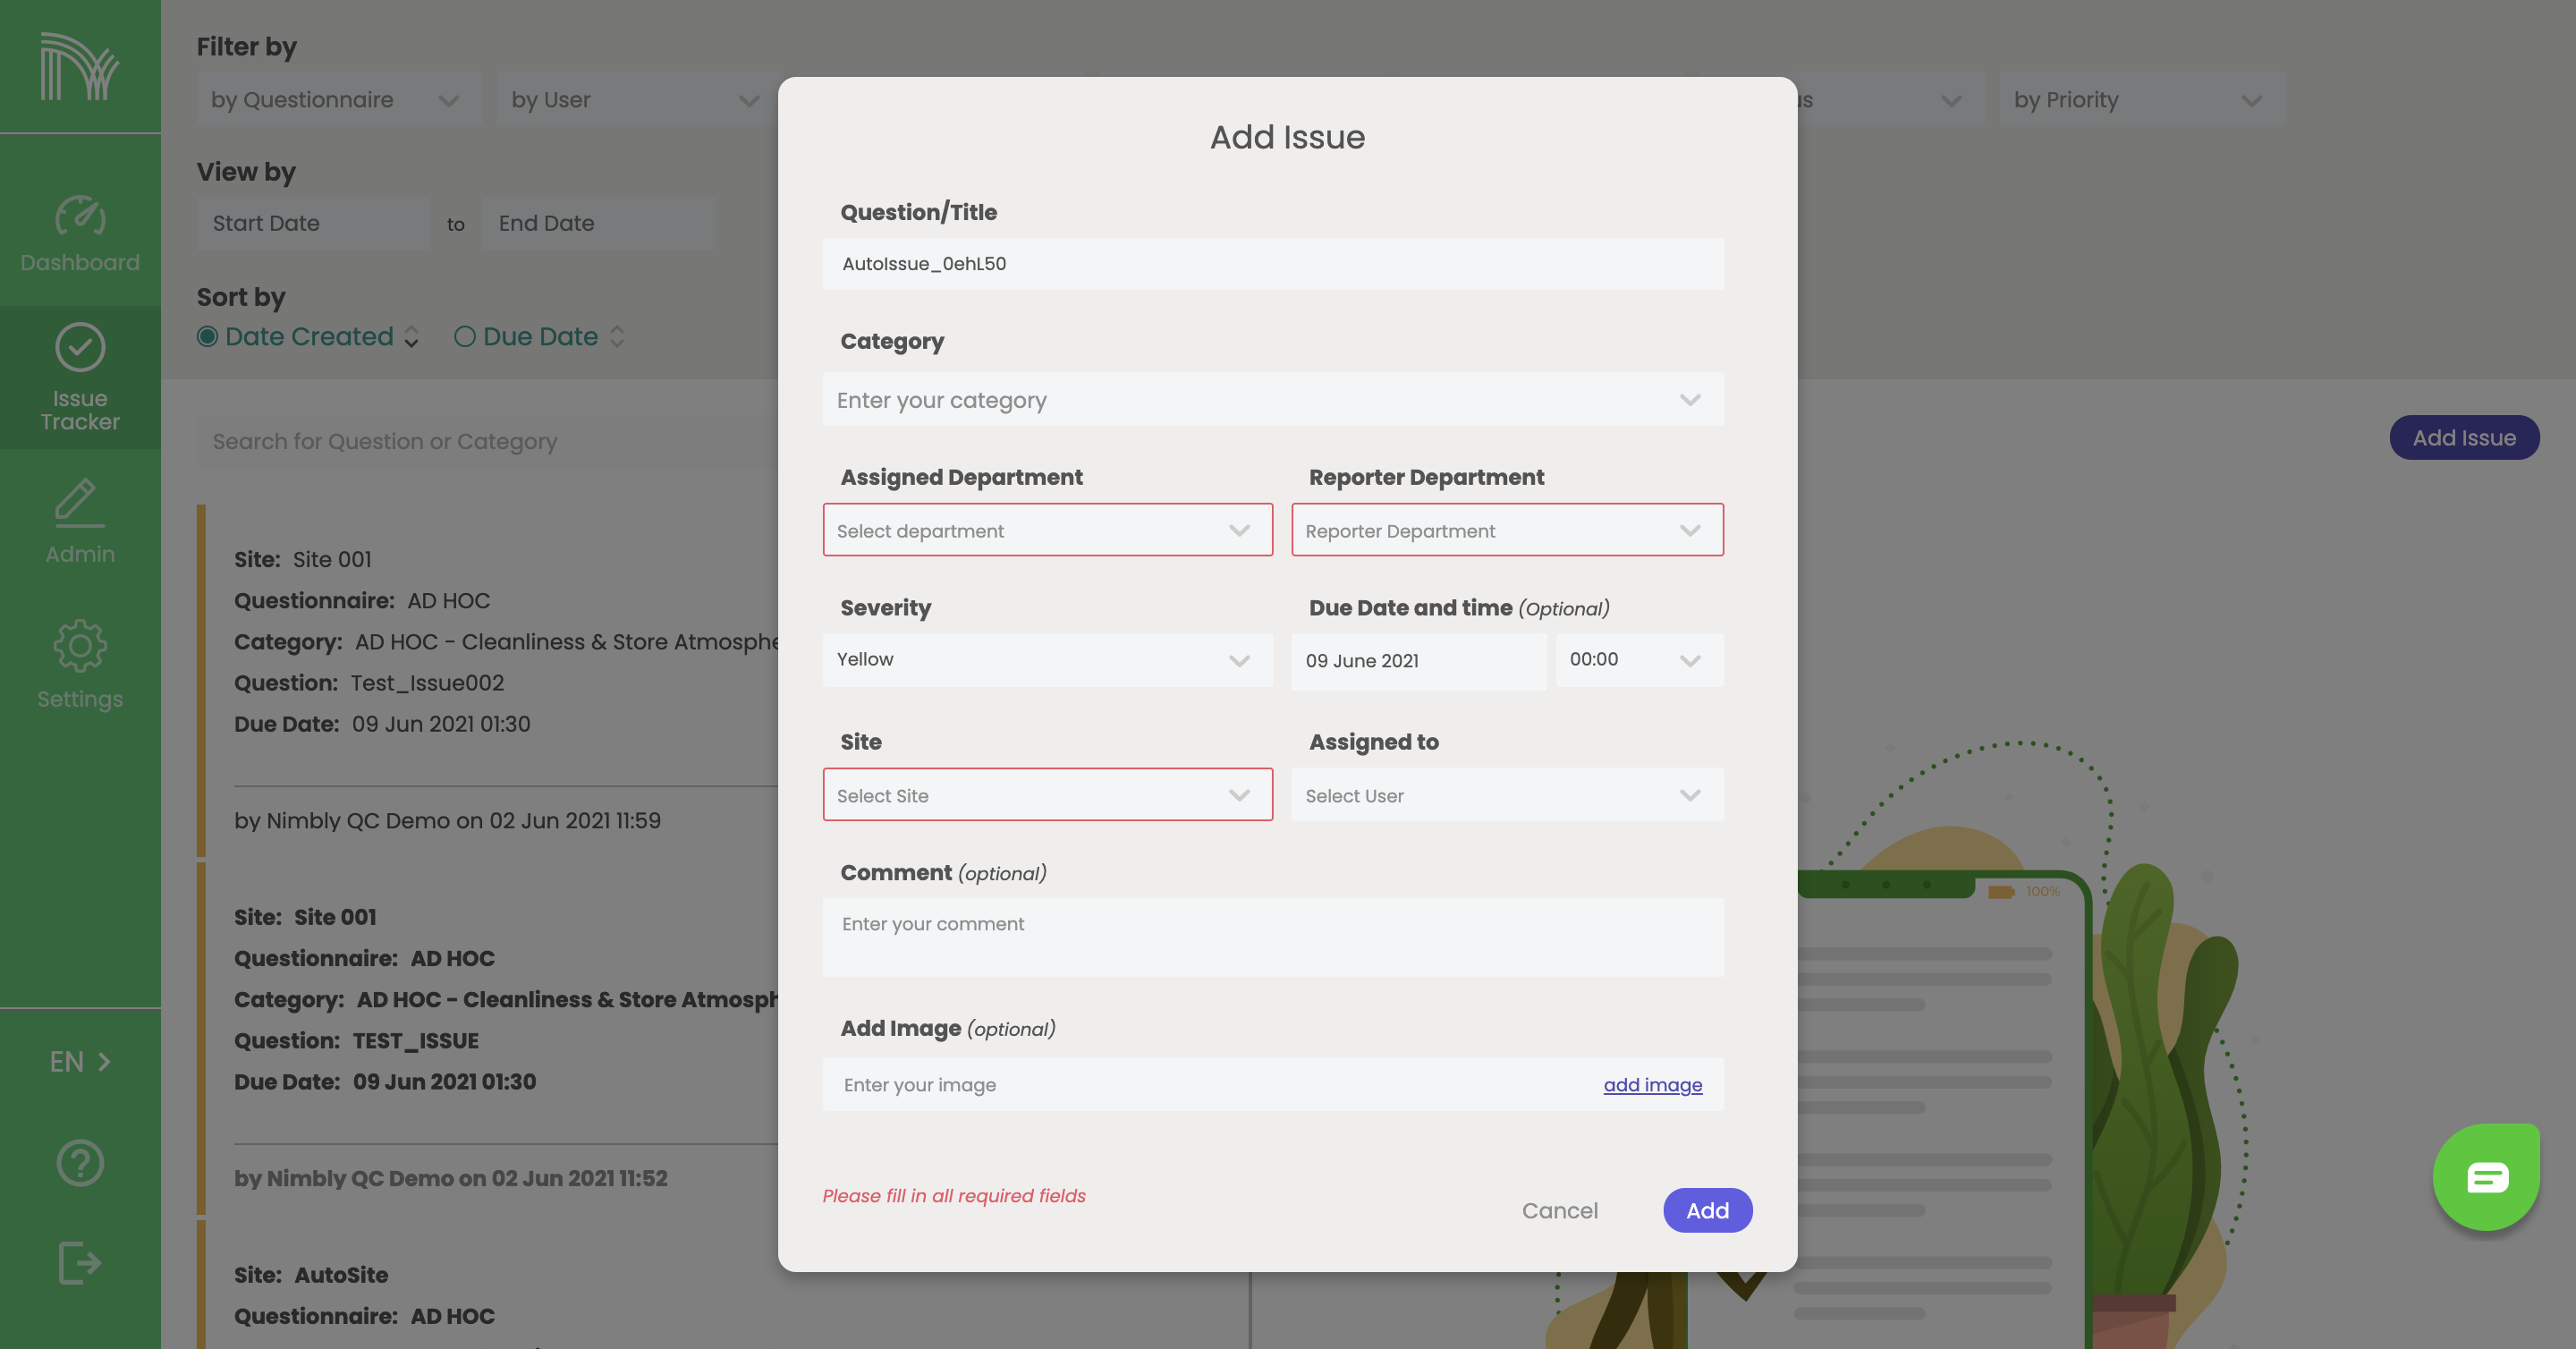 Filter by
by Questionnaire
by User
by Priority
View by
Start Date to End Date
Sort by
Date Created
Due Date
Search for Question or Category
Add Issue
Dashboard
Issue
Tracker
Admin
Settings
EN
Site: Site 001
Questionnaire: AD HOC
Category: AD HOC - Cleanliness & Store
Question: Test_Issue002
Due Date: 09 Jun 2021 01:30
by Nimbly QC Demo on 02 Jun 2021 11:59
Site: Site 001
Questionnaire: AD HOC
Category: AD HOC - Cleanliness & Store
Question: TEST_ISSUE
Due Date: 09 Jun 2021 01:30
by Nimbly QC Demo on 02 Jun 2021 11:52
Site: AutoSite
Questionnaire: AD HOC
Add Issue
Question/Title
AutoIssue_0ehL50
Category
Enter your category
Assigned Department
Select department
Reporter Department
Reporter Department
Severity
Yellow
Due Date and time (Optional)
09 June 2021
00:00
Site
Select Site
Assigned to
Select User
Comment (optional)
Enter your comment
Add Image (optional)
Enter your image
add image
Please fill in all required fields
Cancel
Add
100%